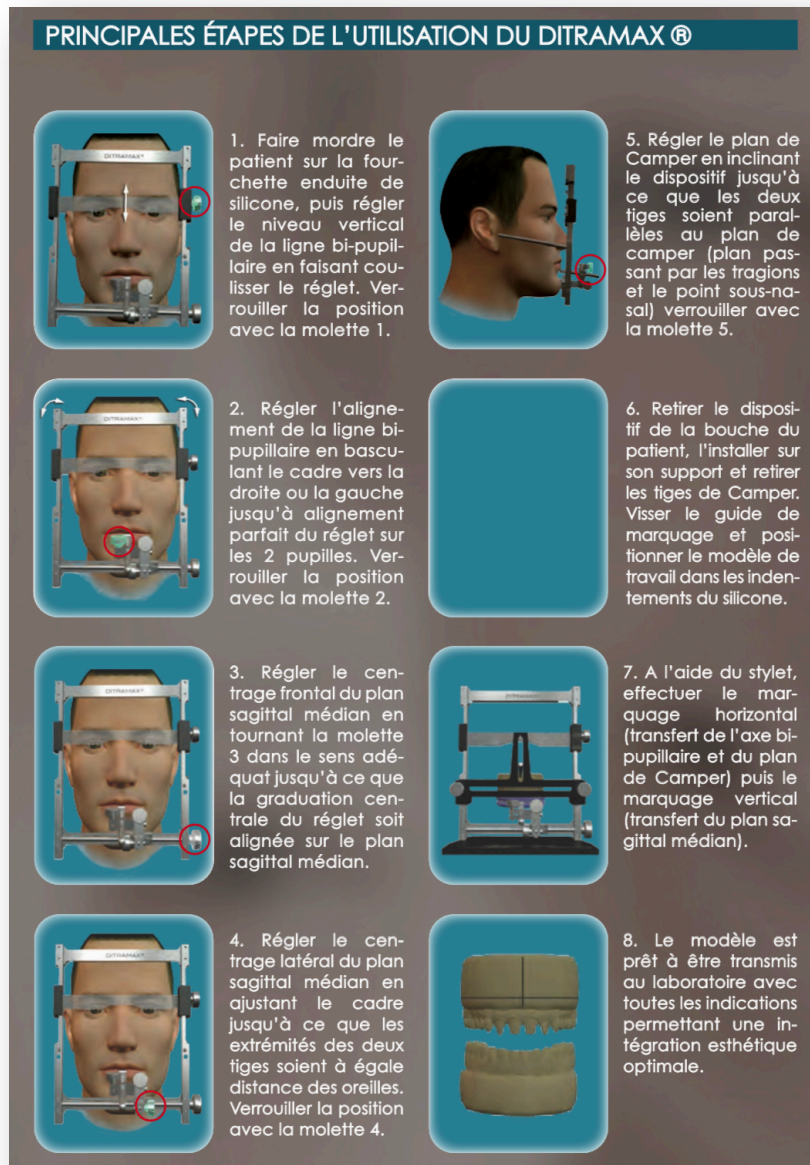 PRINCIPALES ÉTAPES DE L'UTILISATION DU DITRAMAX ®
DITRAMAX®
1. Faire mordre le
patient sur la four-
chette enduite de
silicone, puis régler
le niveau vertical
de la ligne bi-pupil-
laire en faisant cou-
lisser le réglet. Ver-
rouiller la position
avec la molette 1.
DITRAMAX®
2. Régler l'aligne-
ment de la ligne bi-
pupillaire en bascu-
lant le cadre vers la
droite ou la gauche
jusqu'à alignement
parfait du réglet sur
les 2 pupilles. Ver-
rouiller la position
avec la molette 2.
DITRAMAX®
3. Régler le cen-
trage frontal du plan
sagittal médian en
tournant la molette
3 dans le sens adé-
quat jusqu'à ce que
la graduation cen-
trale du réglet soit
alignée sur le plan
sagittal médian.
DITRAMAX®
4. Régler le cen-
trage latéral du plan
sagittal médian en
ajustant le cadre
jusqu'à ce que les
extrémités des deux
tiges soient à égale
distance des oreilles.
Verrouiller la position
avec la molette 4.
5. Régler le plan de
Camper en inclinant
le dispositif jusqu'à
ce que les deux
tiges soient paral-
lèles au plan de
camper (plan pas-
sant par les tragions
et le point sous-na-
sal) verrouiller avec
la molette 5.
6. Retirer le disposi-
tif de la bouche du
patient, l'installer sur
son support et retirer
les tiges de Camper.
Visser le guide de
marquage et posi-
tionner le modèle de
travail dans les inden-
tements du silicone.
DITRAMAX®
7. A l'aide du stylet,
effectuer le mar-
quage horizontal
(transfert de l'axe bi-
pupillaire et du plan
de Camper) puis le
marquage vertical
(transfert du plan sa-
gittal médian).
8. Le modèle est
prêt à être transmis
au laboratoire avec
toutes les indications
permettant une in-
tégration esthétique
optimale.